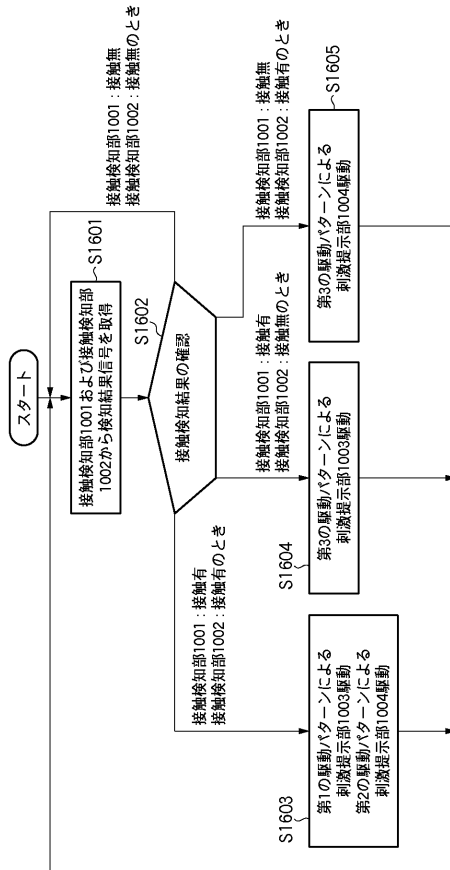 スタート
接触検知部1001および接触検知部
1002から検知結果信号を取得
S1601
接触検知結果の確認
S1602
接触検知部1001：接触無
接触検知部1002：接触無のとき
接触検知部1001：接触有
接触検知部1002：接触有のとき
接触検知部1001：接触有
接触検知部1002：接触無のとき
接触検知部1001：接触無
接触検知部1002：接触有のとき
S1603
第1の駆動パターンによる
刺激提示部1003駆動
第2の駆動パターンによる
刺激提示部1004駆動
S1604
第3の駆動パターンによる
刺激提示部1003駆動
S1605
第3の駆動パターンによる
刺激提示部1004駆動